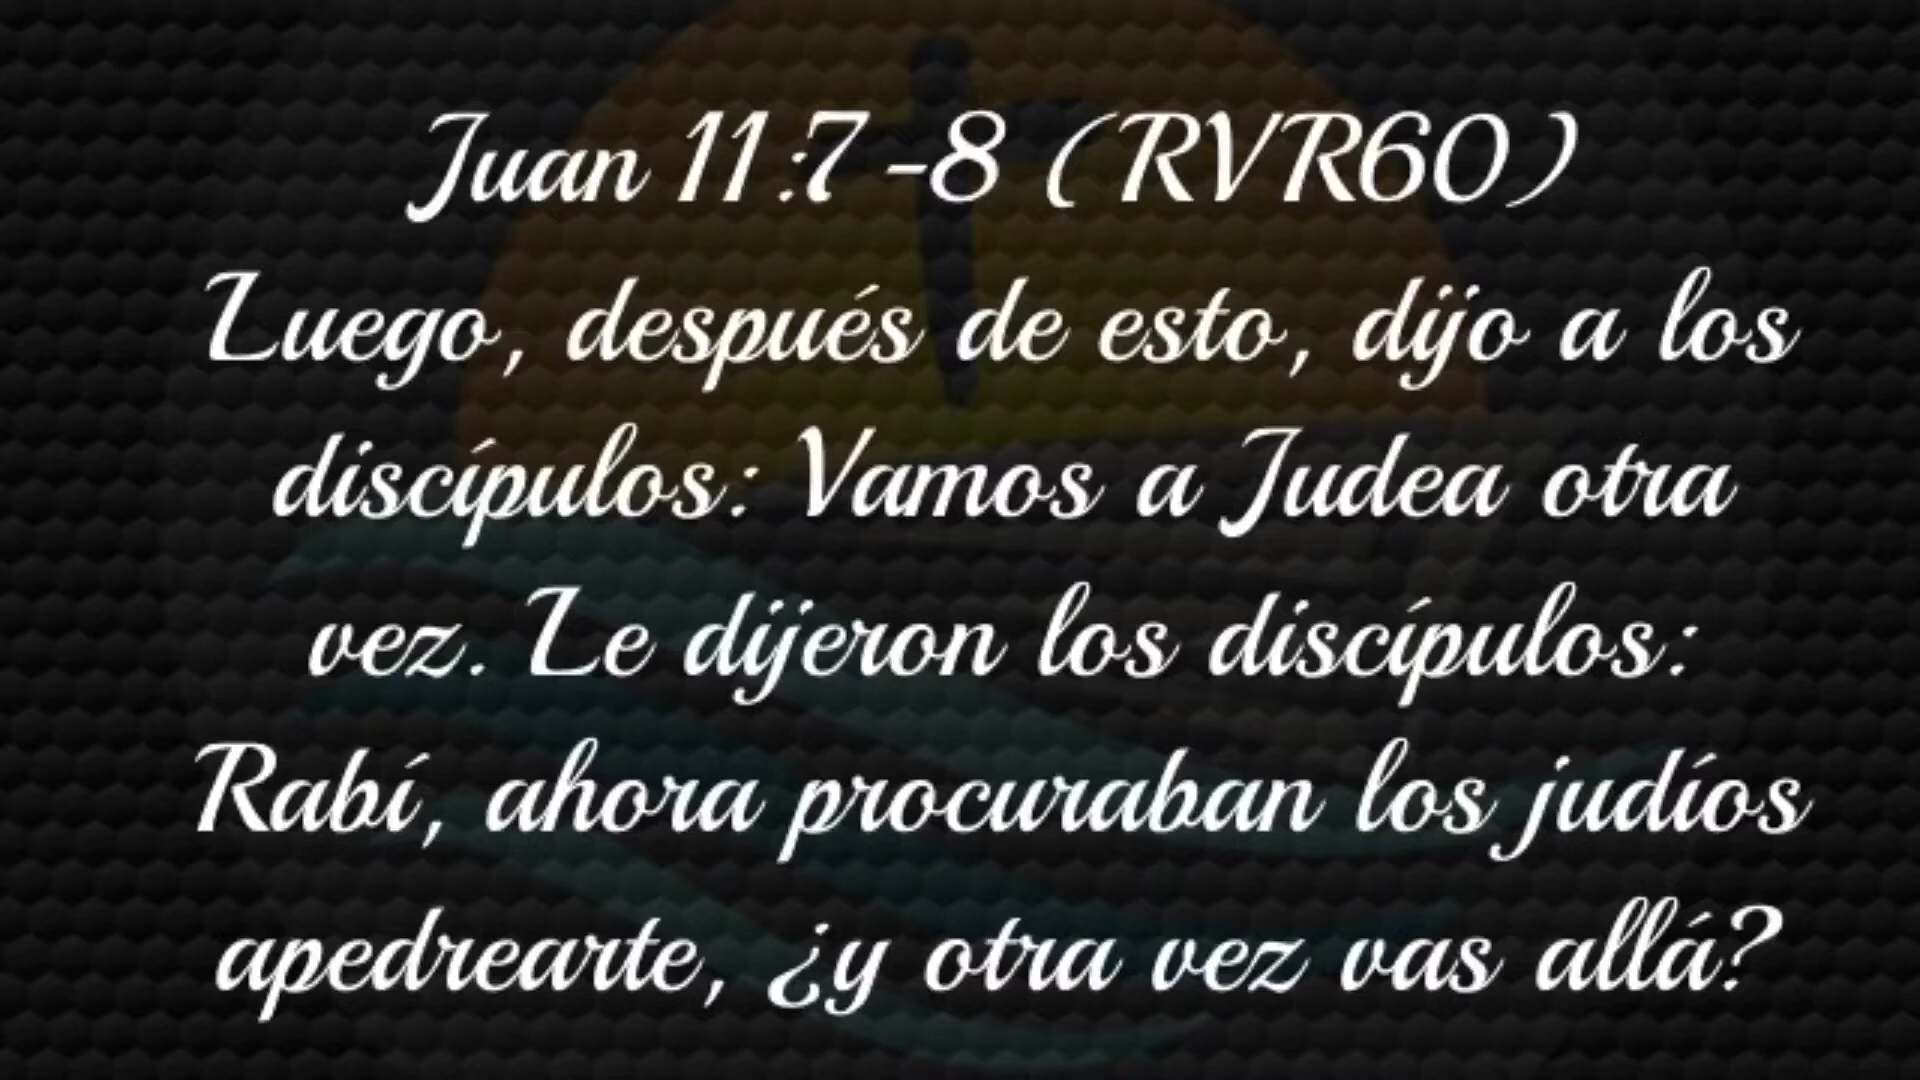 Juan 11:7-8 (RVR60)
Luego, después de esto, dijo a los
discípulos: Vamos a Judea otra
vez. Le dijeron los discípulos:
Rabí, ahora procuraban los judíos
apedrearte, ¿y otra vez vas allá?